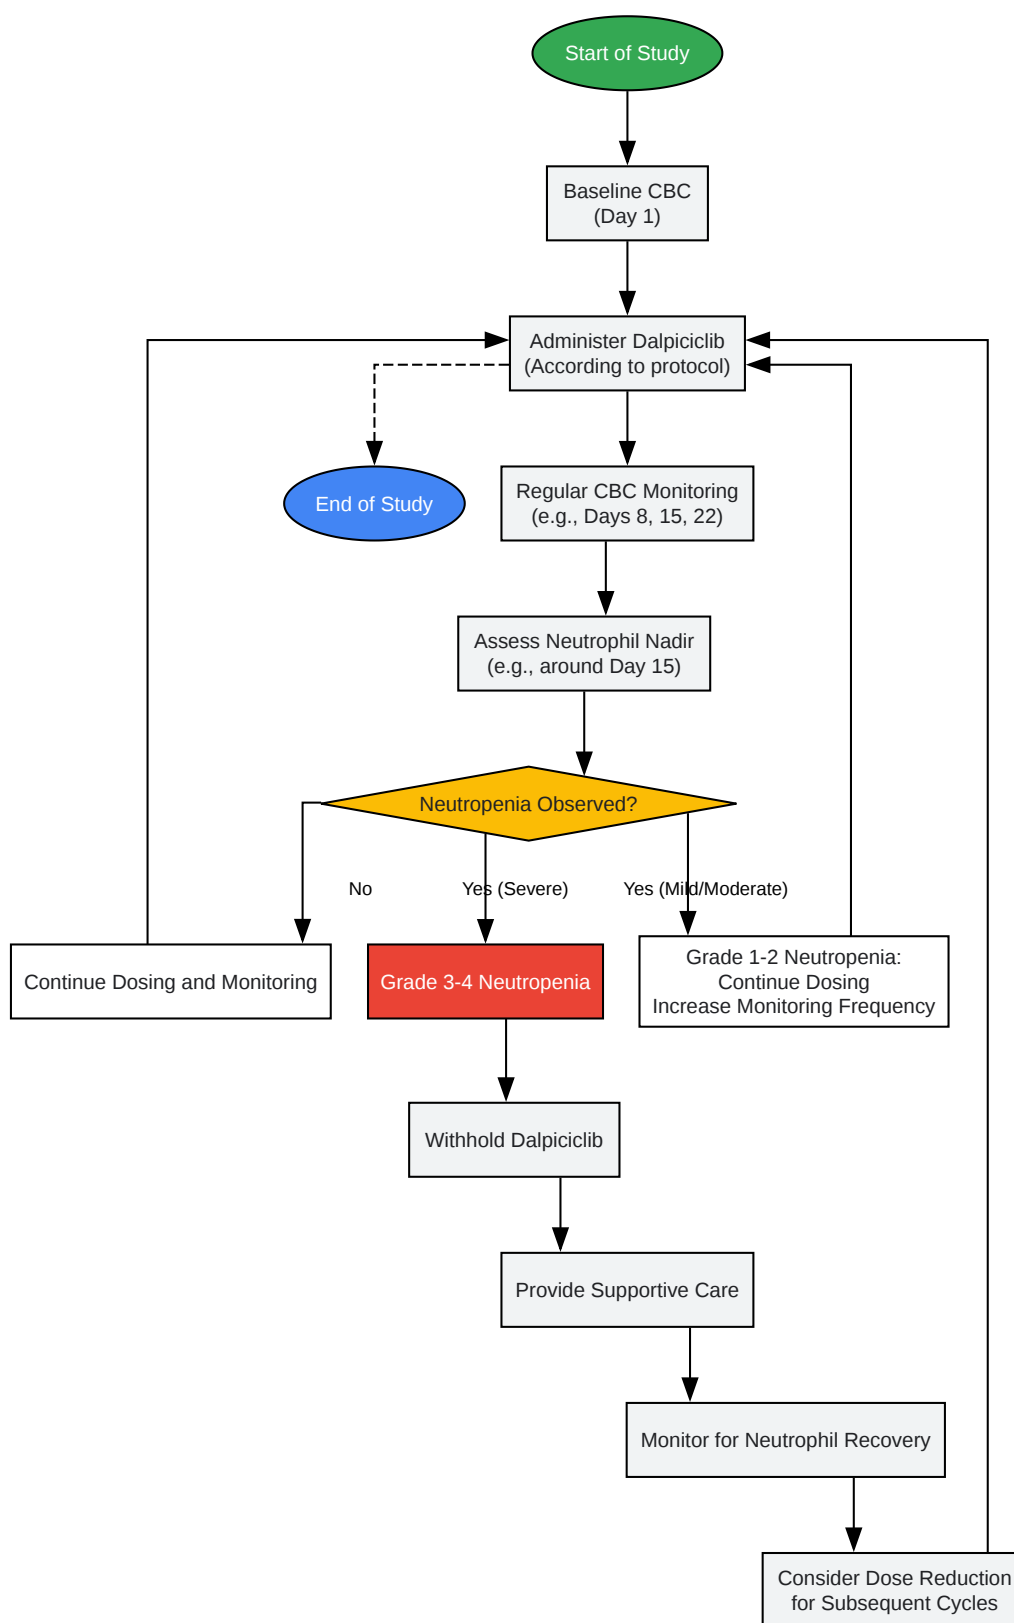 Start of Study
Baseline CBC
(Day 1)
Administer Dalpiciclib
(According to protocol)
End of Study
Regular CBC Monitoring
(e.g., Days 8, 15, 22)
Assess Neutrophil Nadir
(e.g., around Day 15)
Neutropenia Observed?
No
Yes (Severe)
Yes (Mild/Moderate)
Continue Dosing and Monitoring
Grade 3-4 Neutropenia
Grade 1-2 Neutropenia:
Continue Dosing
Increase Monitoring Frequency
Withhold Dalpiciclib
Provide Supportive Care
Monitor for Neutrophil Recovery
Consider Dose Reduction
for Subsequent Cycles